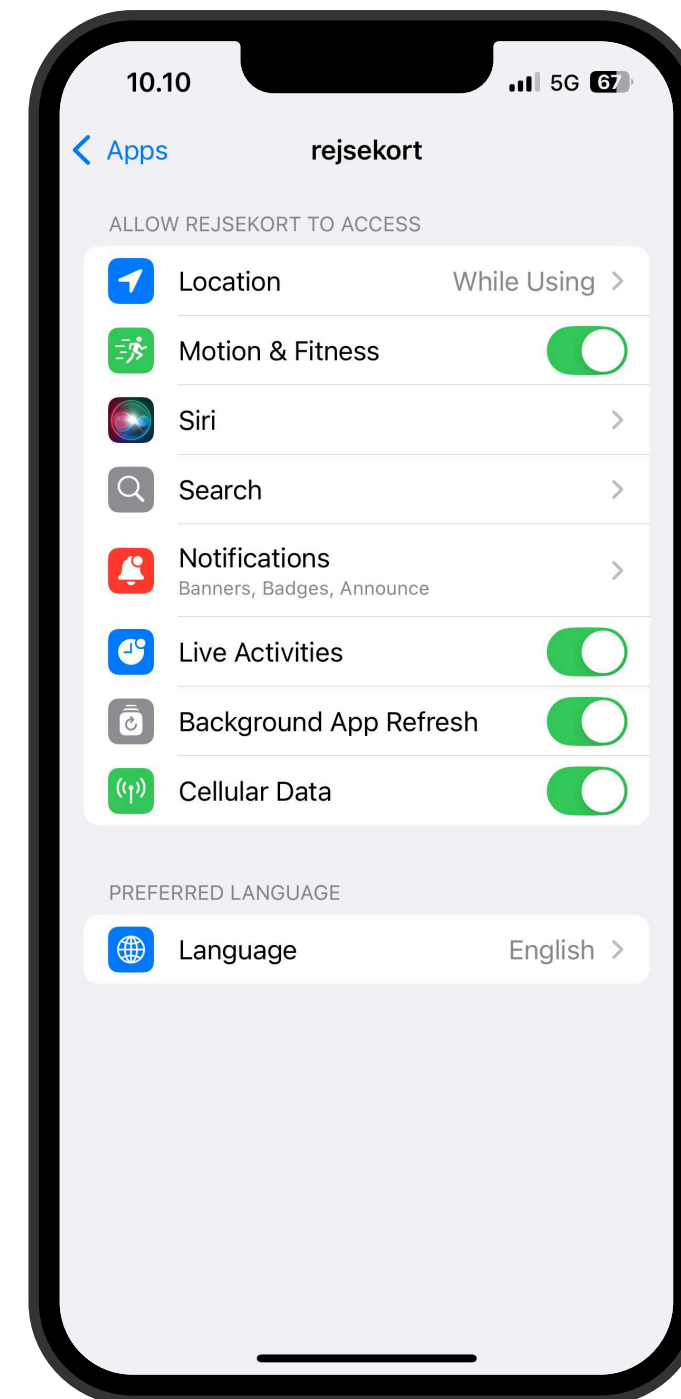 10.10 5G 67
Apps rejsekort
ALLOW REJSEKORT TO ACCESS
Location While Using
Motion & Fitness
Siri
Search
Notifications
Banners, Badges, Announce
Live Activities
Background App Refresh
Cellular Data
PREFERRED LANGUAGE
Language English